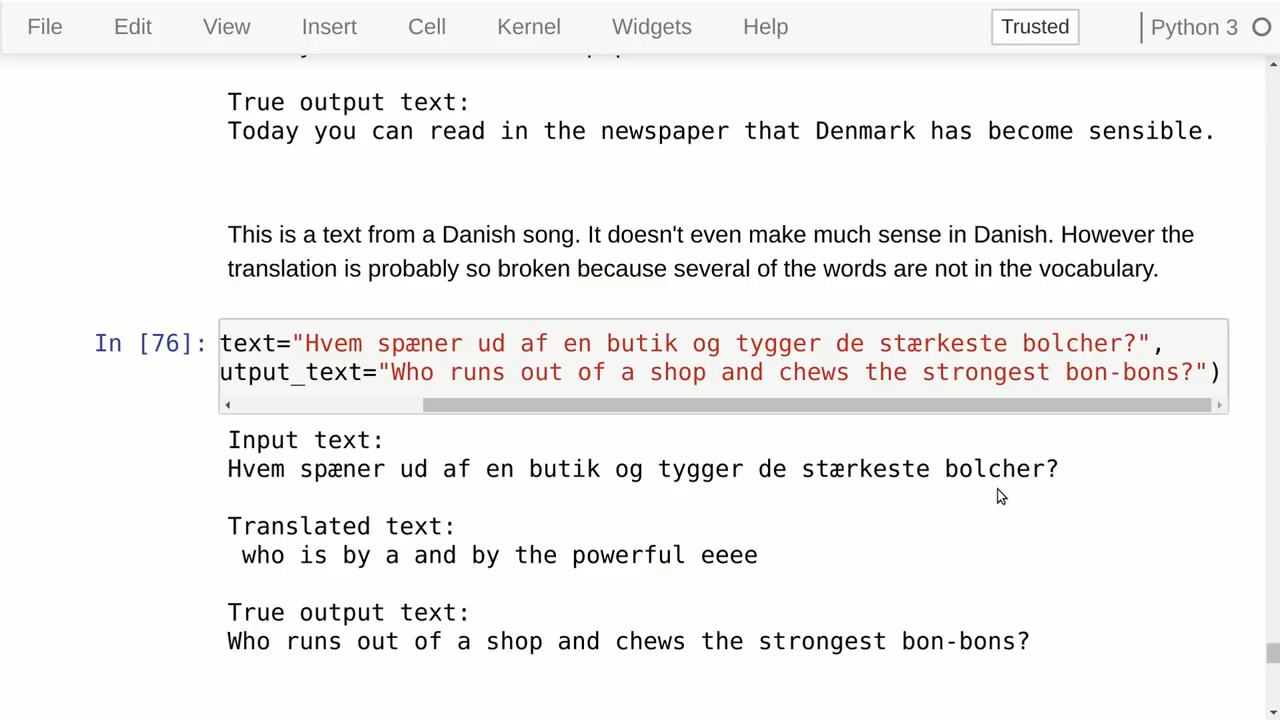 File Edit View Insert Cell Kernel Widgets Help Trusted Python 3
True output text:
Today you can read in the newspaper that Denmark has become sensible.
This is a text from a Danish song. It doesn't even make much sense in Danish. However the
translation is probably so broken because several of the words are not in the vocabulary.
In [76]: text="Hvem spæner ud af en butik og tygger de stærkeste bolcher?",
utput_text="Who runs out of a shop and chews the strongest bon-bons?")
Input text:
Hvem spæner ud af en butik og tygger de stærkeste bolcher?
Translated text:
who is by a and by the powerful eeee
True output text:
Who runs out of a shop and chews the strongest bon-bons?